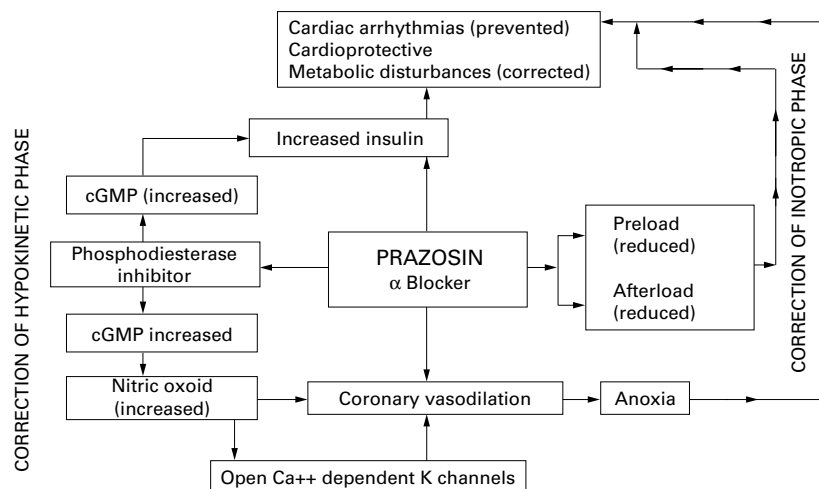 Cardiac arrhythmias (prevented)
Cardioprotective
Metabolic disturbances (corrected)
Increased insulin
cGMP (increased)
Phosphodiesterase
inhibitor
cGMP increased
Nitric oxoid
(increased)
PRAZOSIN
α Blocker
Preload
(reduced)
Afterload
(reduced)
Coronary vasodilation
Anoxia
Open Ca++ dependent K channels
CORRECTION OF HYPOKINETIC PHASE
CORRECTION OF INOTROPIC PHASE